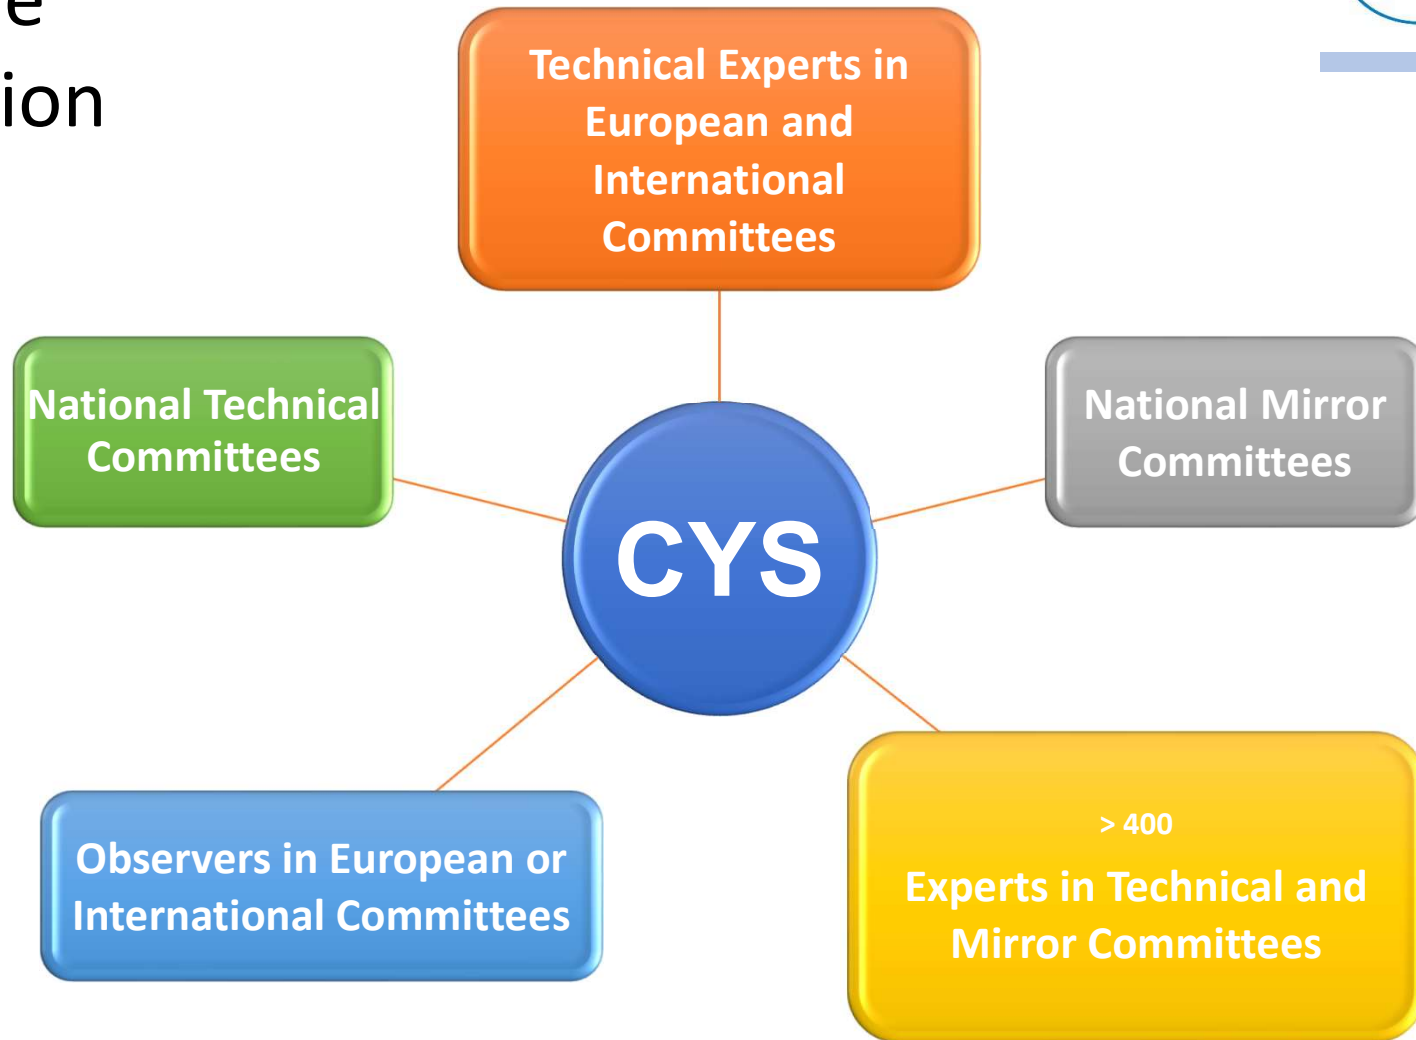 ion
Technical Experts in
European and
International
Committees
National Technical
Committees
National Mirror
Committees
CYS
Observers in European or
International Committees
> 400
Experts in Technical and
Mirror Committees